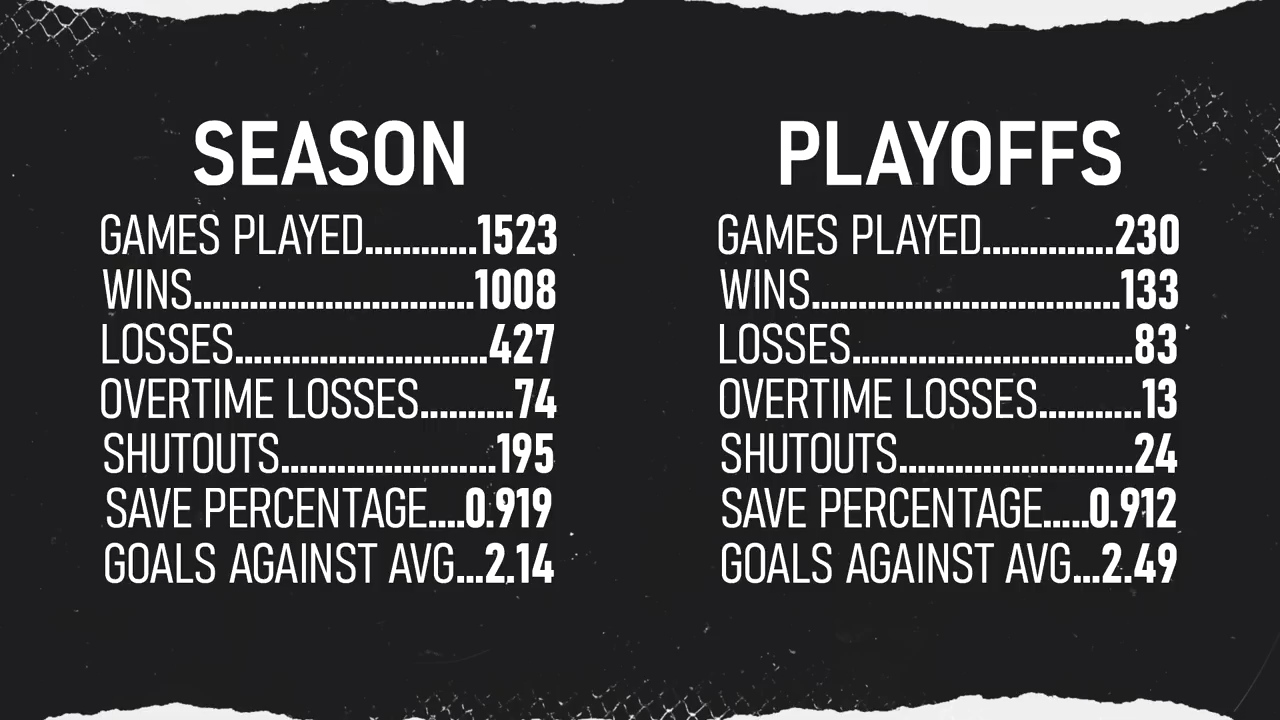 SEASON
GAMES PLAYED............1523
WINS..............................1008
LOSSES...........................427
OVERTIME LOSSES..........74
SHUTOUTS.......................195
SAVE PERCENTAGE....0.919
GOALS AGAINST AVG...2.14
PLAYOFFS
GAMES PLAYED..............230
WINS.................................133
LOSSES..............................83
OVERTIME LOSSES...........13
SHUTOUTS.........................24
SAVE PERCENTAGE.....0.912
GOALS AGAINST AVG...2.49